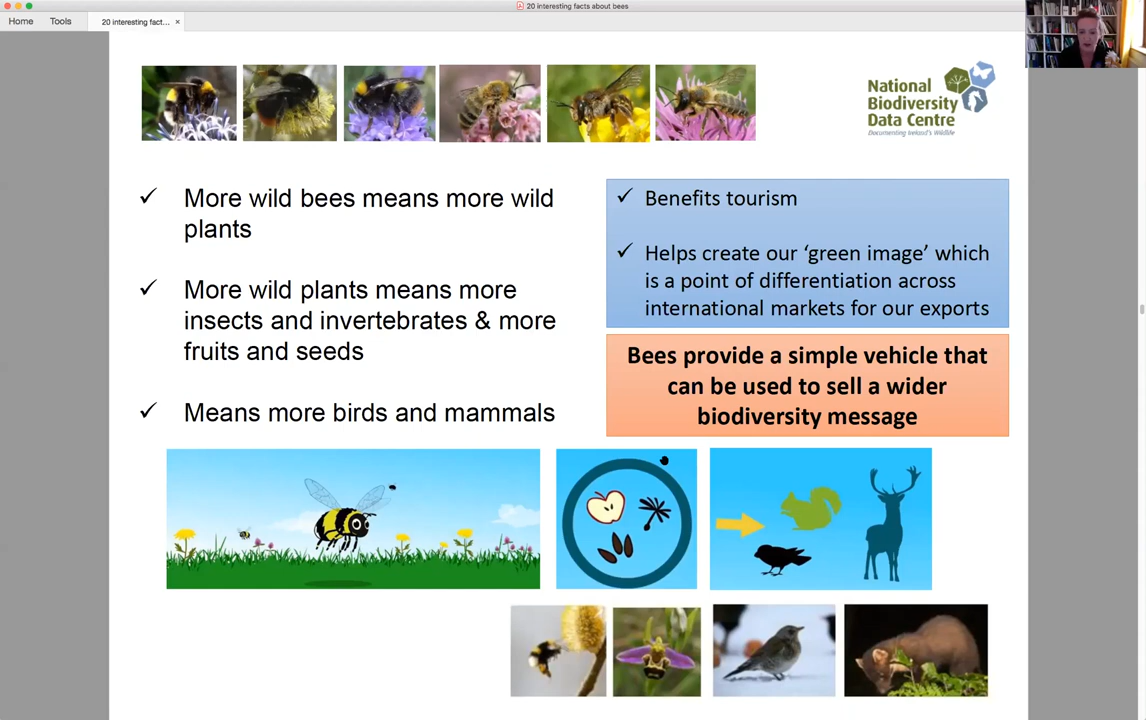 20 interesting facts about bees
Home
Tools
20 interesting fact...
×
National
Biodiversity
Data Centre
Documenting Ireland's Wildlife
✓ More wild bees means more wild
plants
✓ More wild plants means more
insects and invertebrates & more
fruits and seeds
✓ Means more birds and mammals
✓ Benefits tourism
✓ Helps create our ‘green image’ which
is a point of differentiation across
international markets for our exports
Bees provide a simple vehicle that
can be used to sell a wider
biodiversity message